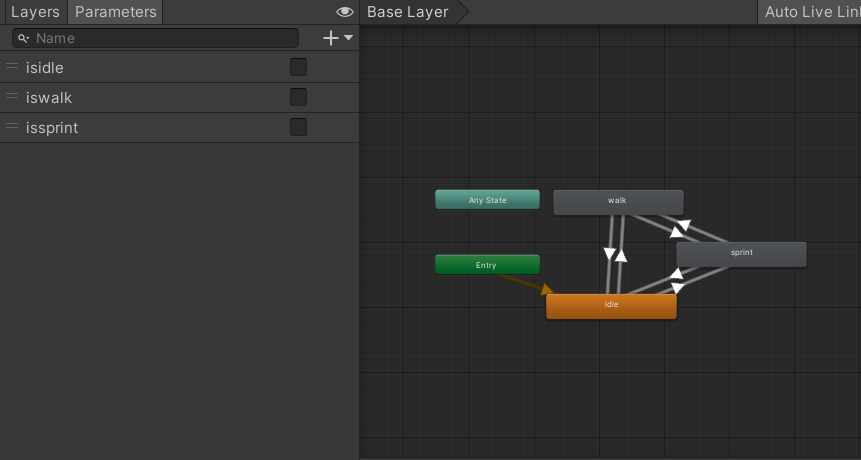 Layers Parameters
Base Layer
Auto Live Lin
Name
isidle
iswalk
issprint
Any State
walk
sprint
Entry
idle